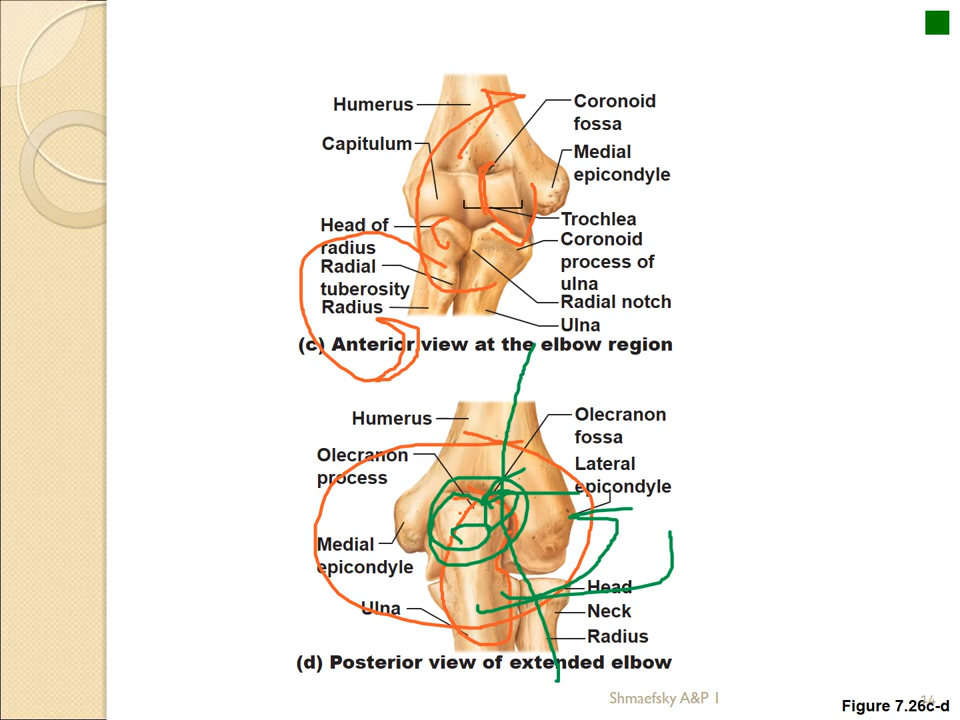 Humerus
Coronoid
fossa
Capitulum
Medial
epicondyle
Trochlea
Head of
radius
Coronoid
process of
ulna
Radial
tuberosity
Radial notch
Radius
Ulna
(c) Anterior view at the elbow region
Humerus
Olecranon
fossa
Olecranon
process
Lateral
epicondyle
Medial
epicondyle
Head
Ulna
Neck
Radius
(d) Posterior view of extended elbow
Shmaefsky A&P 1
14
Figure 7.26c-d